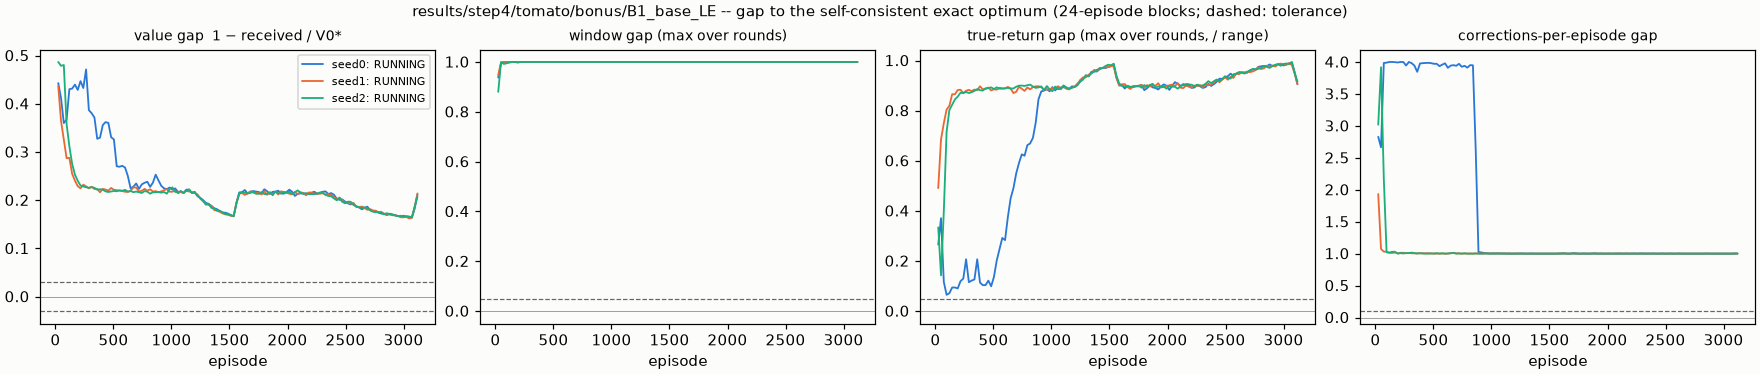 results/step4/tomato/bonus/B1_base_LE -- gap to the self-consistent exact optimum (24-episode blocks; dashed: tolerance)
value gap 1 − received / V0*
0.5
0.4
0.3
0.2
0.1
0.0
seed0: RUNNING
seed1: RUNNING
seed2: RUNNING
0 500 1000 1500 2000 2500 3000
episode
window gap (max over rounds)
1.0
0.8
0.6
0.4
0.2
0.0
0 500 1000 1500 2000 2500 3000
episode
true-return gap (max over rounds, / range)
1.0
0.8
0.6
0.4
0.2
0.0
0 500 1000 1500 2000 2500 3000
episode
corrections-per-episode gap
4.0
3.5
3.0
2.5
2.0
1.5
1.0
0.5
0.0
0 500 1000 1500 2000 2500 3000
episode